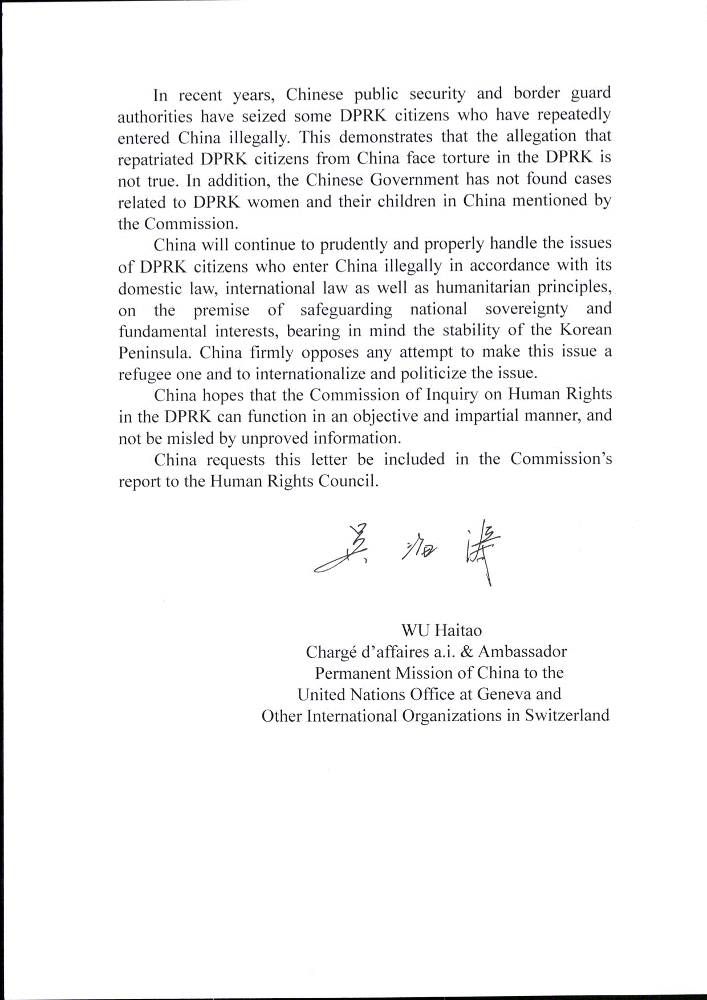 In recent years, Chinese public security and border guard
authorities have seized some DPRK citizens who have repeatedly
entered China illegally. This demonstrates that the allegation that
repatriated DPRK citizens from China face torture in the DPRK is
not true. In addition, the Chinese Government has not found cases
related to DPRK women and their children in China mentioned by
the Commission.
China will continue to prudently and properly handle the issues
of DPRK citizens who enter China illegally in accordance with its
domestic law, international law as well as humanitarian principles,
on the premise of safeguarding national sovereignty and
fundamental interests, bearing in mind the stability of the Korean
Peninsula. China firmly opposes any attempt to make this issue a
refugee one and to internationalize and politicize the issue.
China hopes that the Commission of Inquiry on Human Rights
in the DPRK can function in an objective and impartial manner, and
not be misled by unproved information.
China requests this letter be included in the Commission's
report to the Human Rights Council.
吴海涛
WU Haitao
Chargé d'affaires a.i. & Ambassador
Permanent Mission of China to the
United Nations Office at Geneva and
Other International Organizations in Switzerland